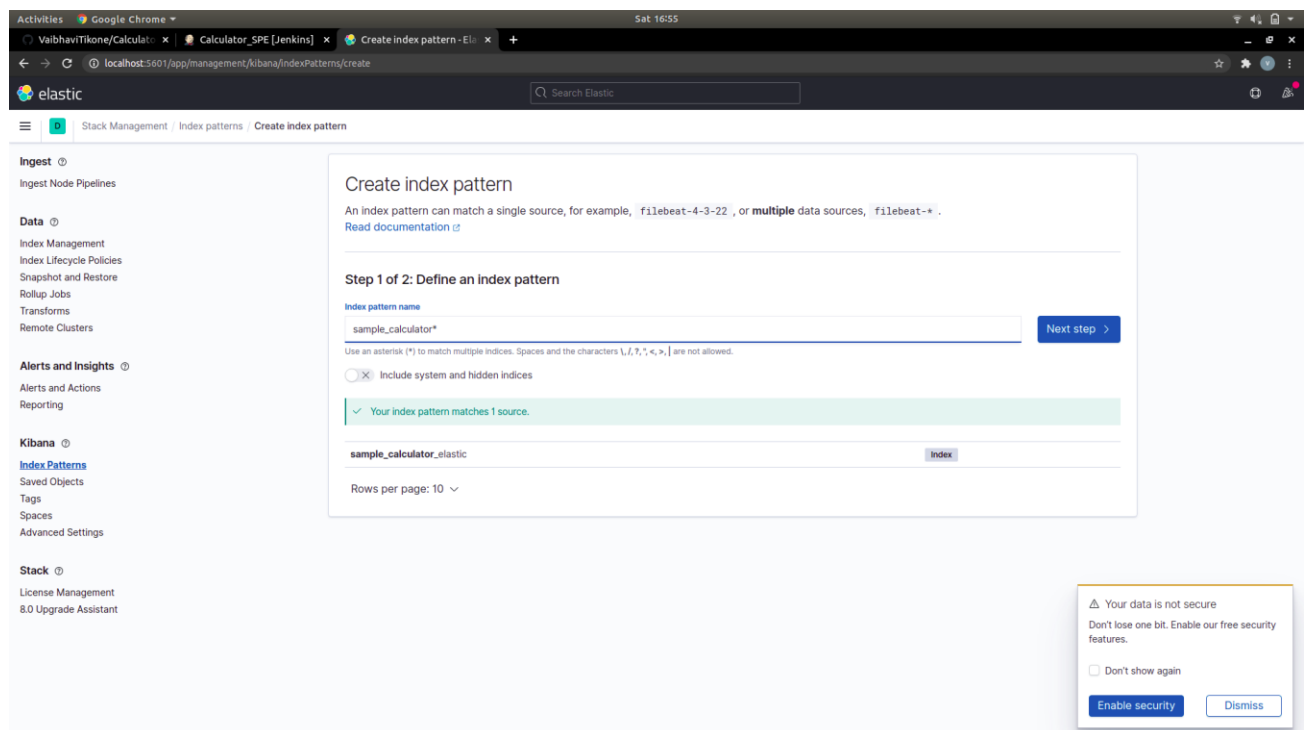 Activities Google Chrome Sat 16:55
VaibhaviTikone/Calculato Calculator_SPE [Jenkins] Create index pattern - Ela
localhost:5601/app/management/kibana/indexPatterns/create
elastic Search Elastic
D Stack Management / Index patterns / Create index pattern
Ingest
Ingest Node Pipelines
Data
Index Management
Index Lifecycle Policies
Snapshot and Restore
Rollup Jobs
Transforms
Remote Clusters
Alerts and Insights
Alerts and Actions
Reporting
Kibana
Index Patterns
Saved Objects
Tags
Spaces
Advanced Settings
Stack
License Management
8.0 Upgrade Assistant
Create index pattern
An index pattern can match a single source, for example, filebeat-4-3-22 , or multiple data sources, filebeat-* .
Read documentation
Step 1 of 2: Define an index pattern
Index pattern name
sample_calculator*
Next step
Use an asterisk (*) to match multiple indices. Spaces and the characters \, /, ?, ", <, >, | are not allowed.
Include system and hidden indices
Your index pattern matches 1 source.
sample_calculator_elastic Index
Rows per page: 10
Your data is not secure
Don't lose one bit. Enable our free security
features.
Don't show again
Enable security Dismiss